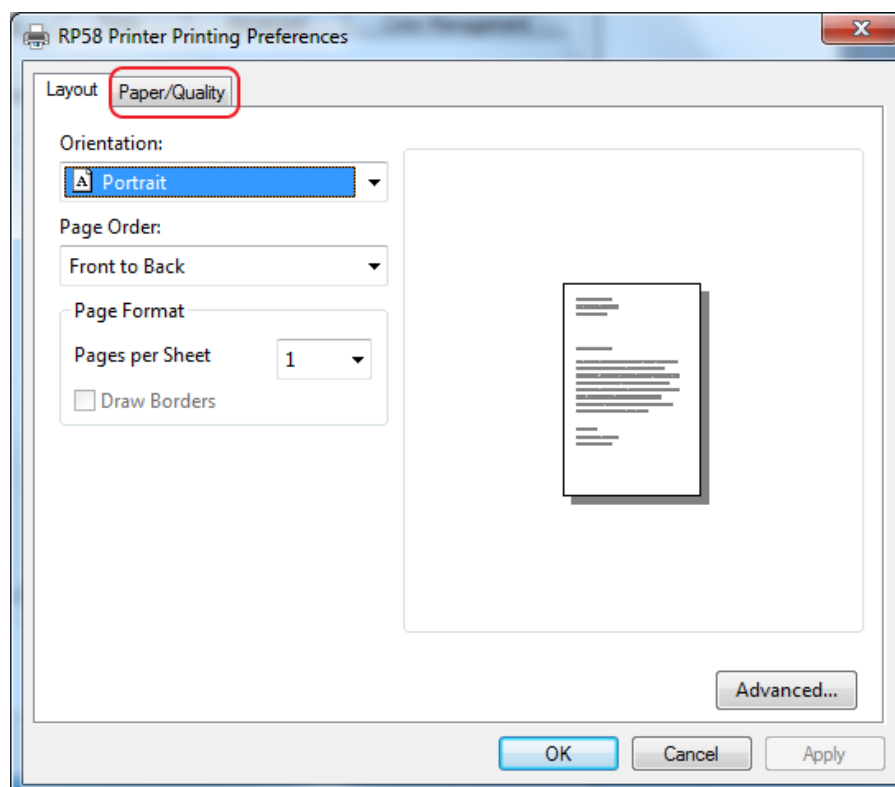 RP58 Printer Printing Preferences
Layout
Paper/Quality
Orientation:
A Portrait
Page Order:
Front to Back
Page Format
Pages per Sheet
1
Draw Borders
Advanced...
OK
Cancel
Apply